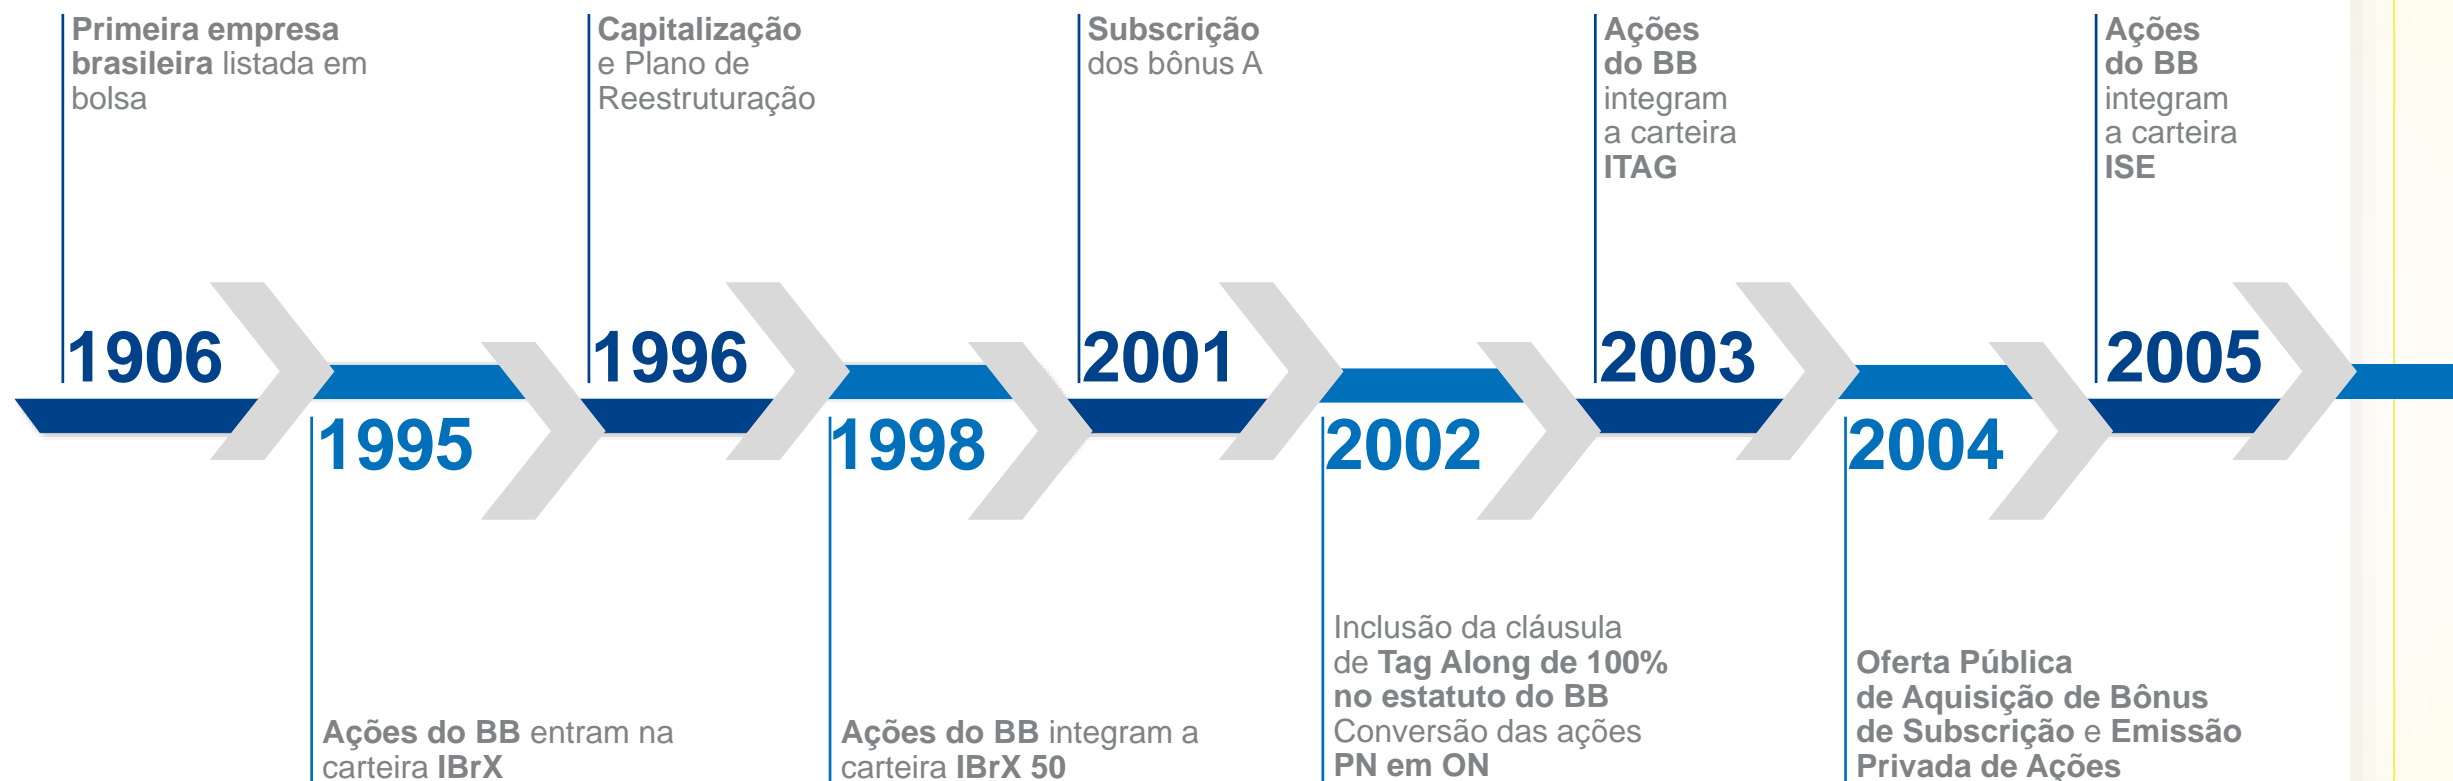 Primeira empresa
brasileira listada em
bolsa
1906
1995
Ações do BB entram na
carteira IBrX
Capitalização
e Plano de
Reestruturação
1996
1998
Ações do BB integram a
carteira IBrX 50
Subscrição
dos bônus A
2001
2002
Inclusão da cláusula
de Tag Along de 100%
no estatuto do BB
Conversão das ações
PN em ON
Ações
do BB
integram
a carteira
ITAG
2003
2004
Oferta Pública
de Aquisição de Bônus
de Subscrição e Emissão
Privada de Ações
Ações
do BB
integram
a carteira
ISE
2005